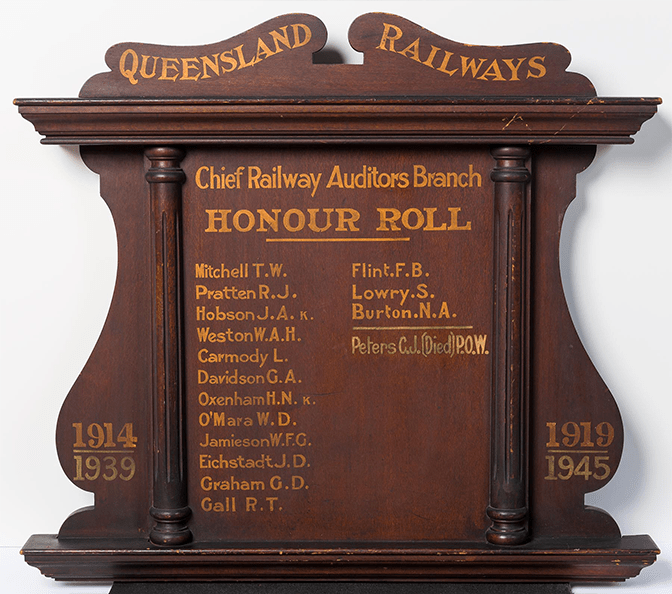 QUEENSLAND RAILWAYS
Chief Railway Auditors Branch
HONOUR ROLL
Mitchell T.W.
Pratten R.J.
Hobson J.A. K.
Weston W.A.H.
Carmody L.
Davidson G.A.
Oxenham H.N. K.
O'Mara W.D.
Jamieson W.F.G.
Eichstadt J.D.
Graham G.D.
Gall R.T.
Flint.F.B.
Lowry.S.
Burton.N.A.
Peters C.J.(Died)P.O.W.
1914
1939
1919
1945